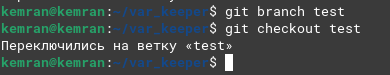 kemran@kemran:~/var_keeper$ git branch test
kemran@kemran:~/var_keeper$ git checkout test
Переключились на ветку «test»
kemran@kemran:~/var_keeper$